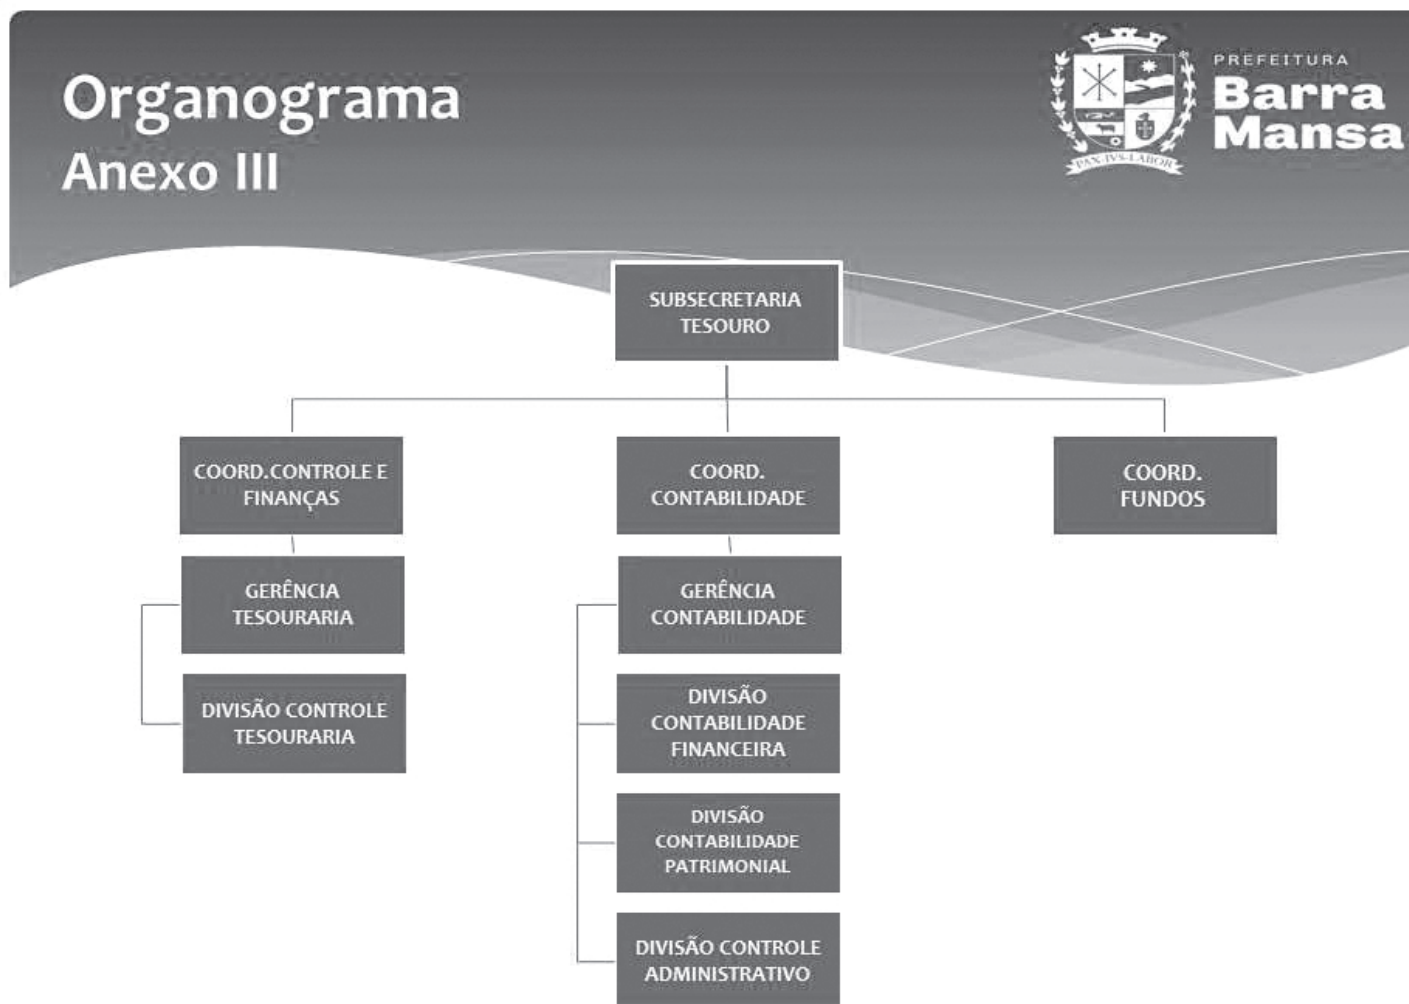 Organograma
Anexo III
PREFEITURA
Barra
Mansa
PAX-IVS-LABOR
SUBSECRETARIA
TESOURO
COORD.CONTROLE E
FINANÇAS
COORD.
CONTABILIDADE
COORD.
FUNDOS
GERÊNCIA
TESOURARIA
GERÊNCIA
CONTABILIDADE
DIVISÃO CONTROLE
TESOURARIA
DIVISÃO
CONTABILIDADE
FINANCEIRA
DIVISÃO
CONTABILIDADE
PATRIMONIAL
DIVISÃO CONTROLE
ADMINISTRATIVO